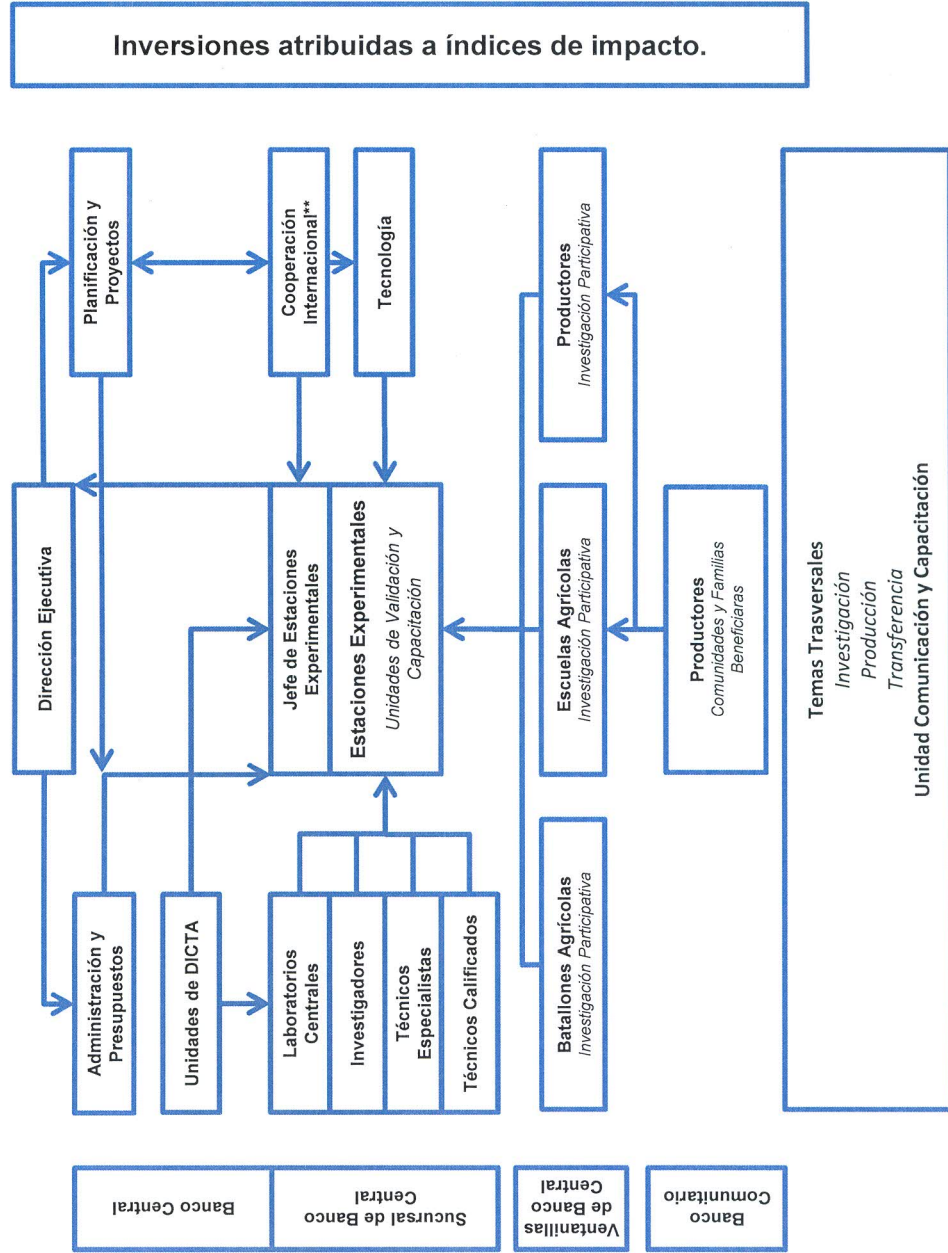 Inversiones atribuidas a índices de impacto.
Dirección Ejecutiva
Administración y
Presupuestos
Planificación y
Proyectos
Unidades de DICTA
Banco Central
Laboratorios
Centrales
Investigadores
Técnicos
Especialistas
Técnicos Calificados
Jefe de Estaciones
Experimentales
Estaciones Experimentales
Unidades de Validación y
Capacitación
Cooperación
Internacional**
Tecnología
Sucursal de Banco
Central
Batallones Agrícolas
Investigación Participativa
Escuelas Agrícolas
Investigación Participativa
Productores
Investigación Participativa
Ventanillas
de Banco
Central
Productores
Comunidades y Familias
Beneficiaras
Banco
Comunitario
Temas Trasversales
Investigación
Producción
Transferencia
Unidad Comunicación y Capacitación